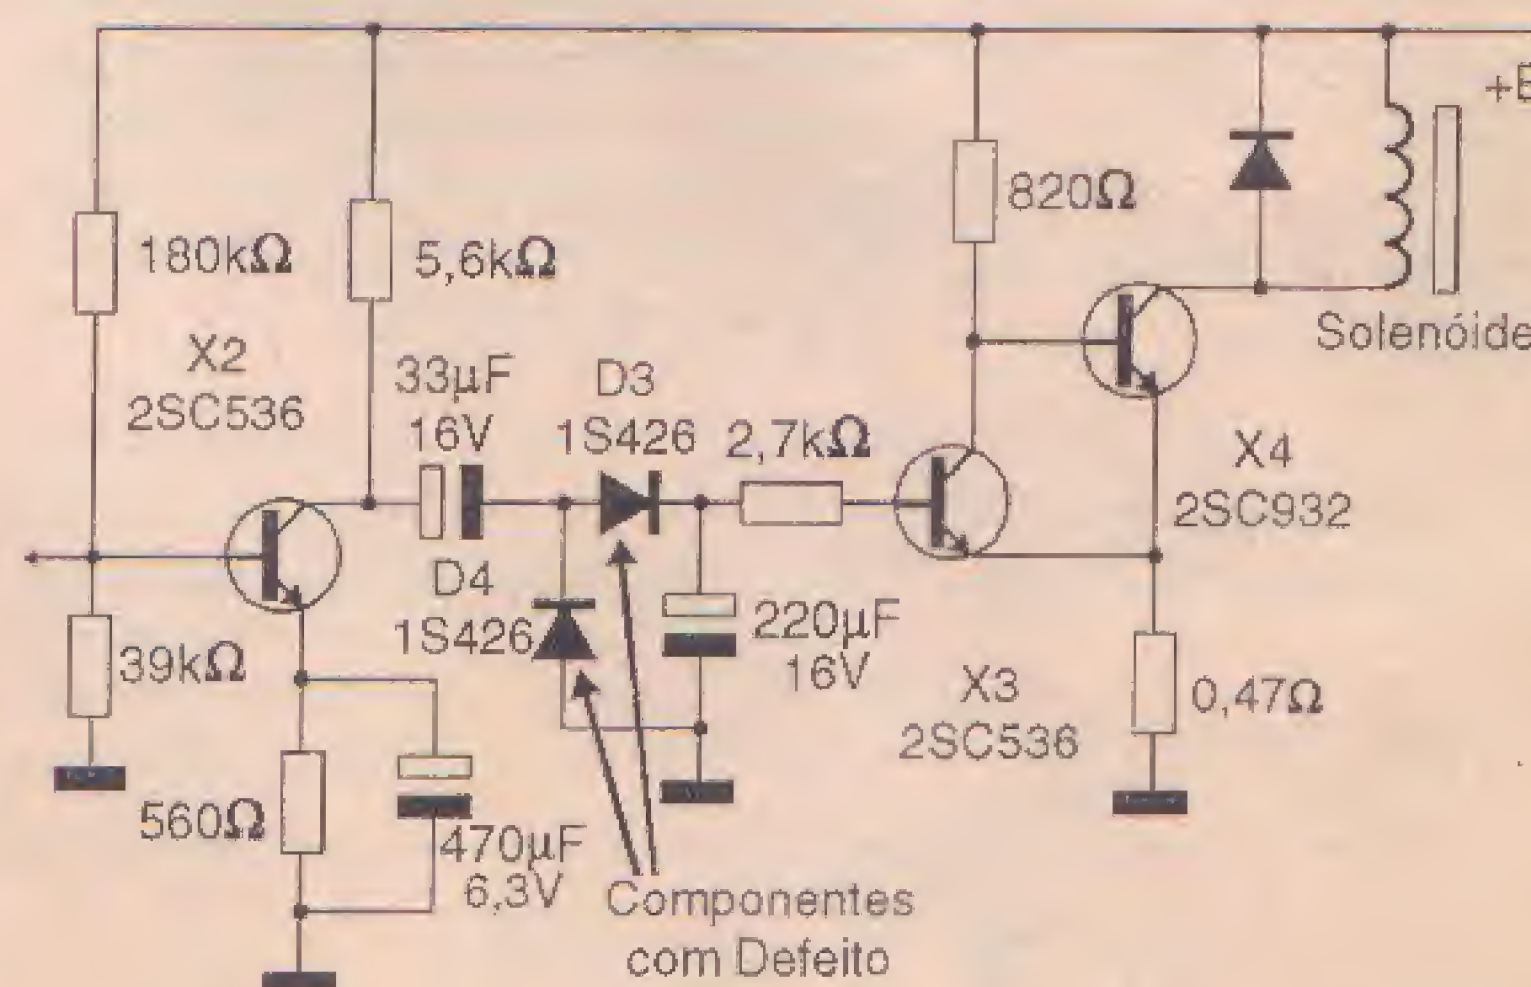 +B
180kΩ
5,6kΩ
820Ω
Solenóide
X2
2SC536
33µF
16V
D3
1S426
2,7kΩ
X4
2SC932
D4
1S426
220µF
16V
39kΩ
X3
2SC536
0,47Ω
560Ω
470µF
6,3V
Componentes
com Defeito